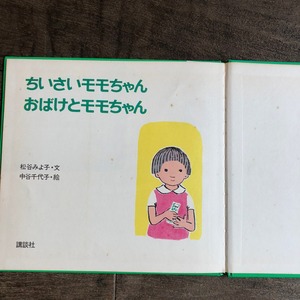 ちいさいモモちゃん
おばけとモモちゃん
松谷みよ子・文
中谷千代子・絵
講談社